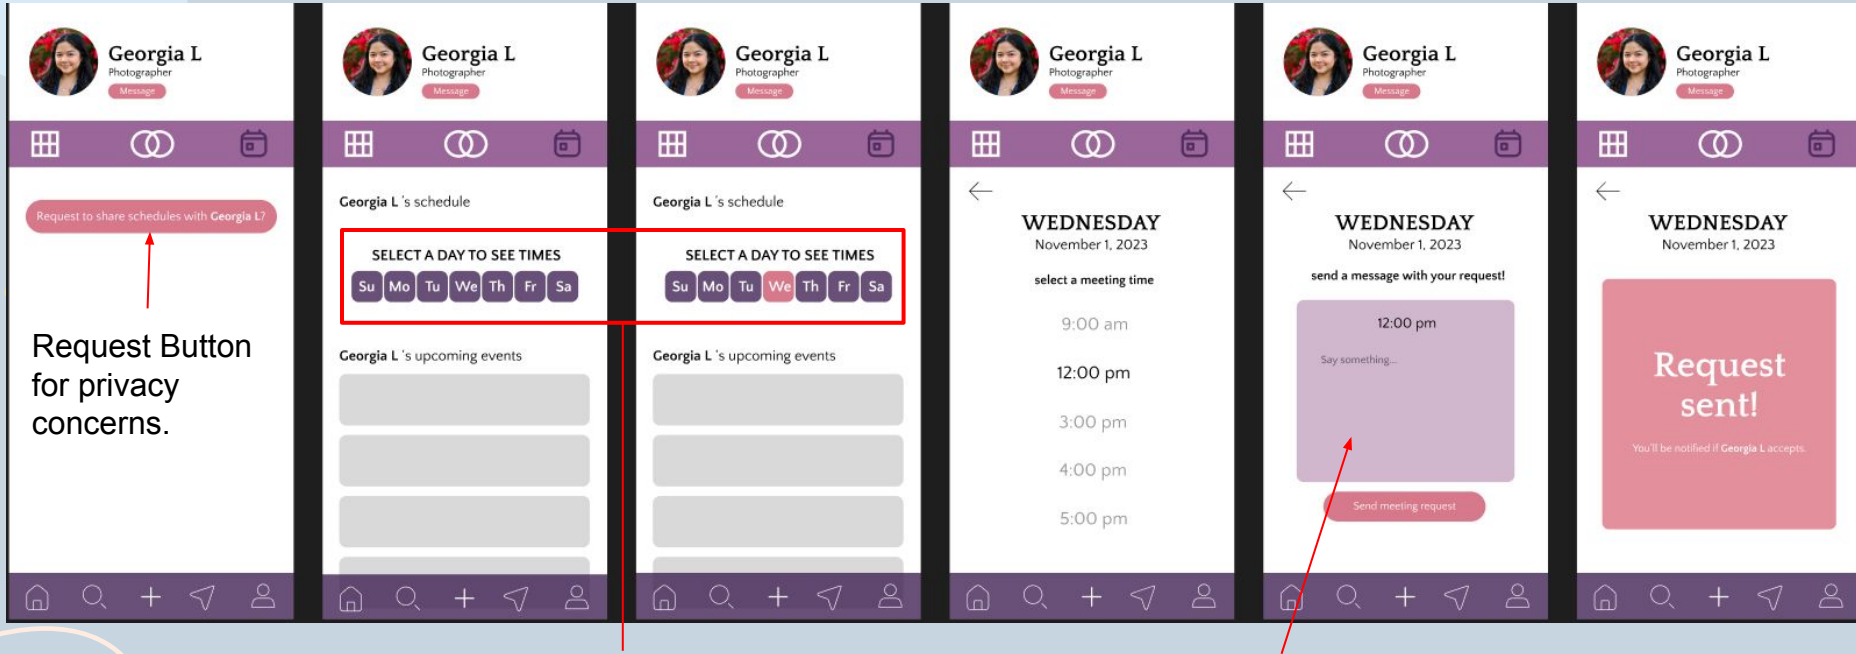 Georgia L
Photographer
Message
Request to share schedules with Georgia L?
Request Button
for privacy
concerns.
Georgia L
Photographer
Message
Georgia L 's schedule
SELECT A DAY TO SEE TIMES
Su Mo Tu We Th Fr Sa
Georgia L 's upcoming events
Georgia L
Photographer
Message
Georgia L 's schedule
SELECT A DAY TO SEE TIMES
Su Mo Tu We Th Fr Sa
Georgia L 's upcoming events
Georgia L
Photographer
Message
WEDNESDAY
November 1, 2023
select a meeting time
9:00 am
12:00 pm
3:00 pm
4:00 pm
5:00 pm
Georgia L
Photographer
Message
WEDNESDAY
November 1, 2023
send a message with your request!
12:00 pm
Say something...
Send meeting request
Georgia L
Photographer
Message
WEDNESDAY
November 1, 2023
Request
sent!
You'll be notified if Georgia L accepts.